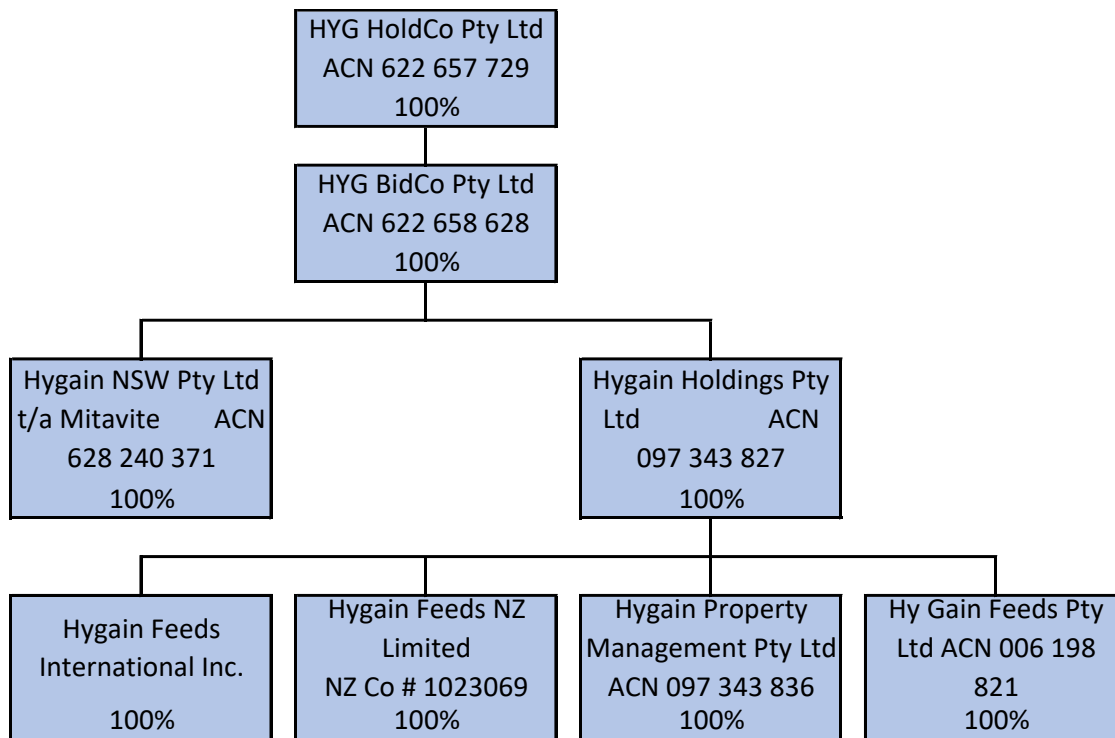 HYG HoldCo Pty Ltd
ACN 622 657 729
100%
HYG BidCo Pty Ltd
ACN 622 658 628
100%
Hygain NSW Pty Ltd
t/a Mitavite ACN
628 240 371
100%
Hygain Holdings Pty
Ltd ACN
097 343 827
100%
Hygain Feeds
International Inc.
100%
Hygain Feeds NZ
Limited
NZ Co # 1023069
100%
Hygain Property
Management Pty Ltd
ACN 097 343 836
100%
Hy Gain Feeds Pty
Ltd ACN 006 198
821
100%